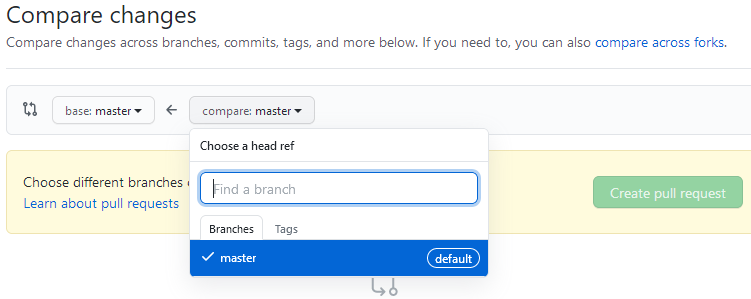 Compare changes
Compare changes across branches, commits, tags, and more below. If you need to, you can also compare across forks.
base: master
compare: master
Choose a head ref
Choose different branches
Create pull request
Find a branch
Learn about pull requests
Branches
Tags
master
default